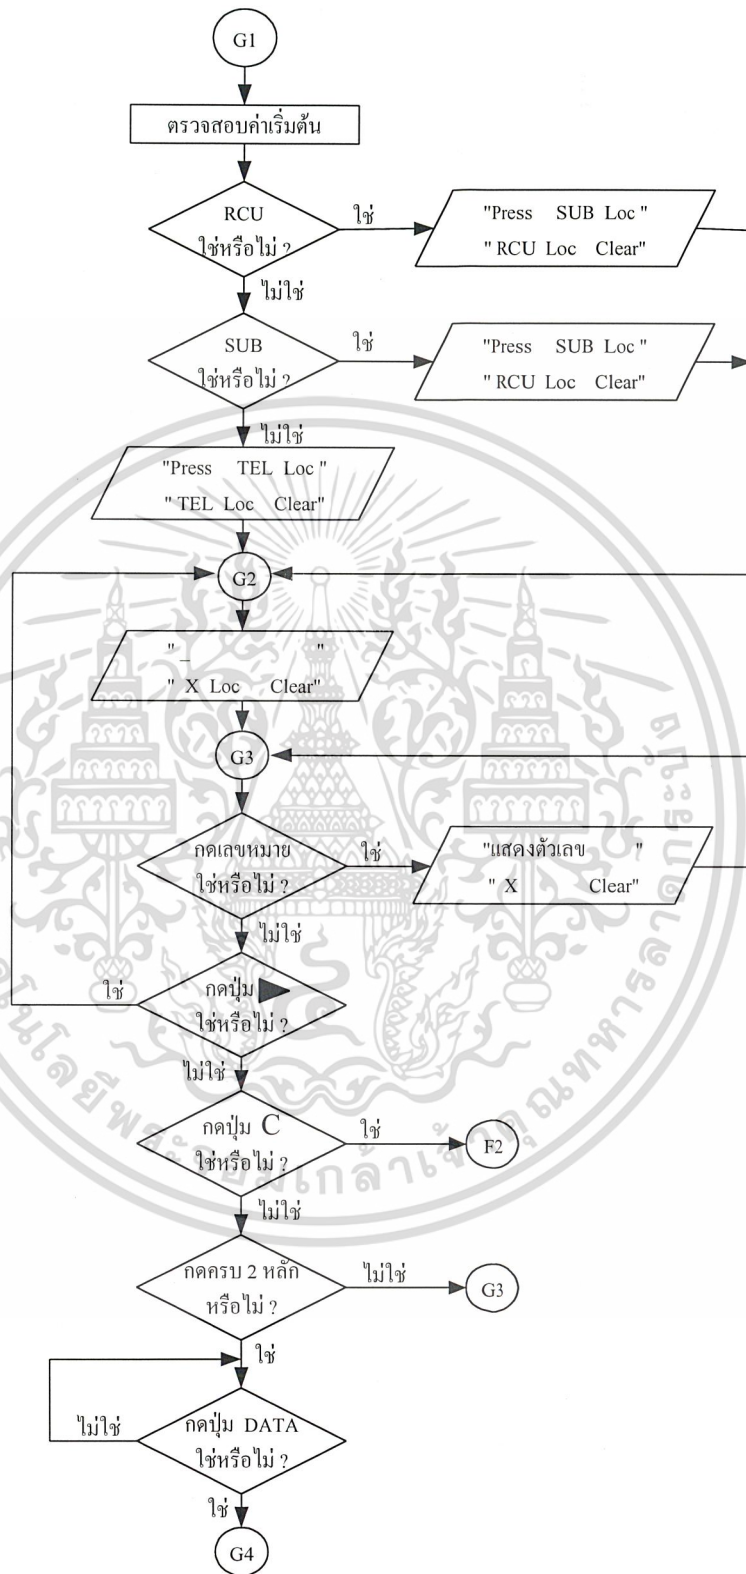 G1
ตรวจสอบค่าเริ่มต้น
RCU
ใช่หรือไม่ ?
ใช่
"Press SUB Loc "
" RCU Loc Clear"
ไม่ใช่
SUB
ใช่หรือไม่ ?
ใช่
"Press SUB Loc "
" RCU Loc Clear"
ไม่ใช่
"Press TEL Loc "
" TEL Loc Clear"
G2
" _ "
" X Loc Clear"
G3
กดเลขหมาย
ใช่หรือไม่ ?
ใช่
"แสดงตัวเลข "
" X Clear"
ไม่ใช่
กดปุ่ม ▶
ใช่หรือไม่ ?
ใช่
ไม่ใช่
กดปุ่ม C
ใช่หรือไม่ ?
ใช่
F2
ไม่ใช่
กดครบ 2 หลัก
หรือไม่ ?
ไม่ใช่
G3
ใช่
กดปุ่ม DATA
ใช่หรือไม่ ?
ไม่ใช่
ใช่
G4